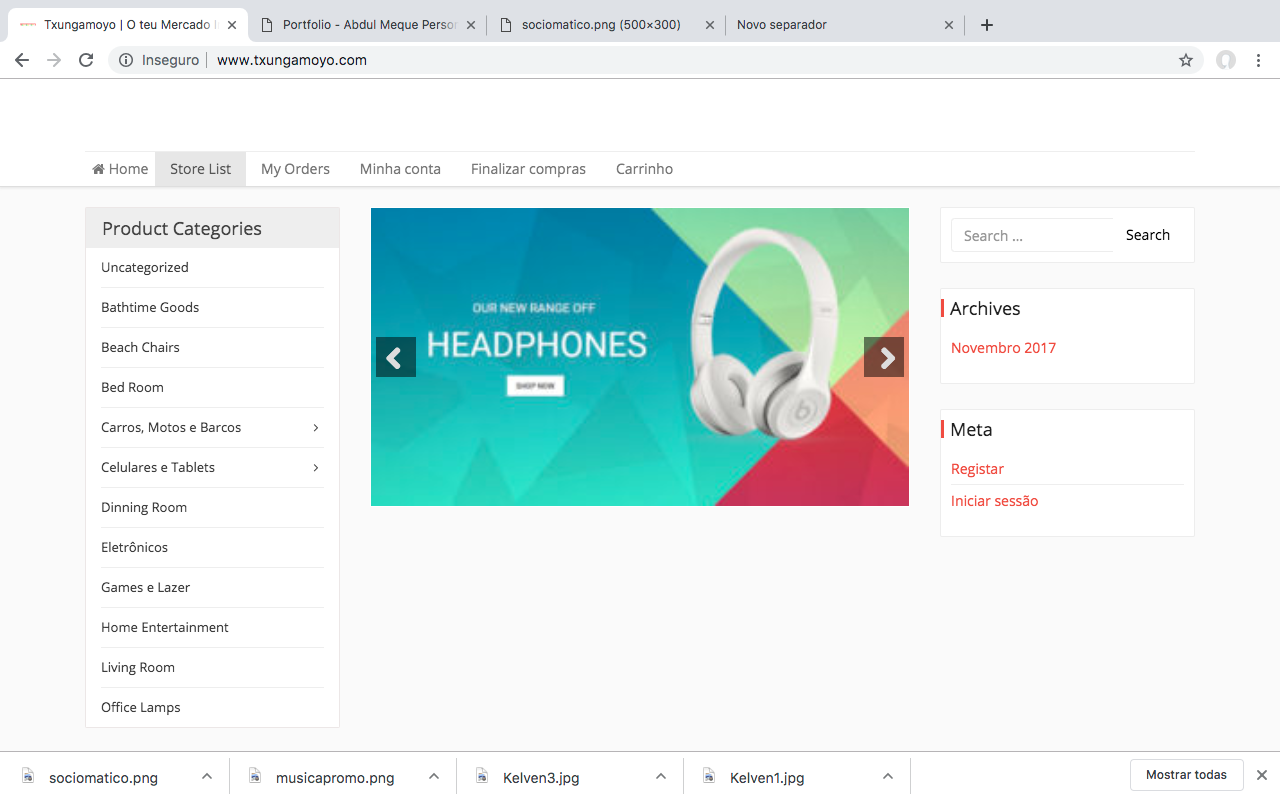 Txungamoyo | O teu Mercado
Portfolio - Abdul Meque Person
sociomatico.png (500×300)
Novo separador
Inseguro
www.txungamoyo.com
Home
Store List
My Orders
Minha conta
Finalizar compras
Carrinho
Product Categories
Uncategorized
Bathtime Goods
Beach Chairs
Bed Room
Carros, Motos e Barcos
Celulares e Tablets
Dinning Room
Eletrônicos
Games e Lazer
Home Entertainment
Living Room
Office Lamps
OUR NEW RANGE OFF
HEADPHONES
SHOP NOW
Search ...
Search
Archives
Novembro 2017
Meta
Registar
Iniciar sessão
sociomatico.png
musicapromo.png
Kelven3.jpg
Kelven1.jpg
Mostrar todas